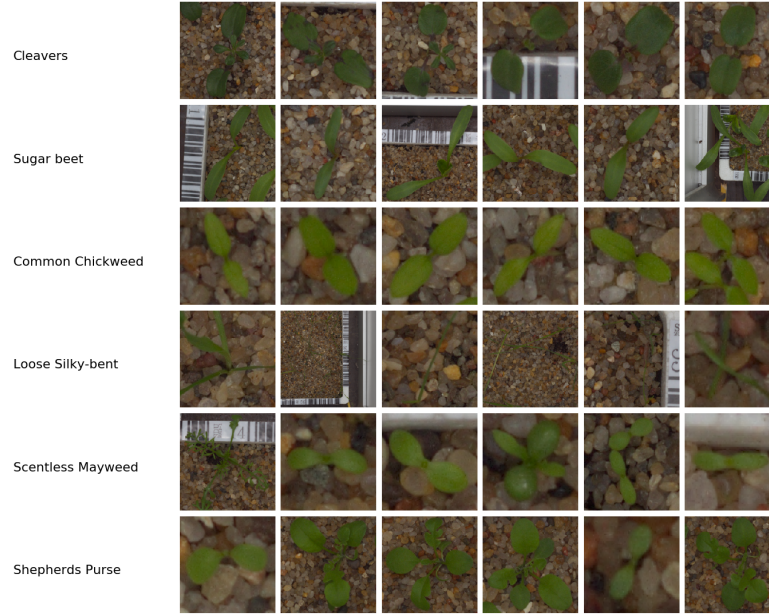 Cleavers
Sugar beet
Common Chickweed
Loose Silky-bent
Scentless Mayweed
Shepherds Purse